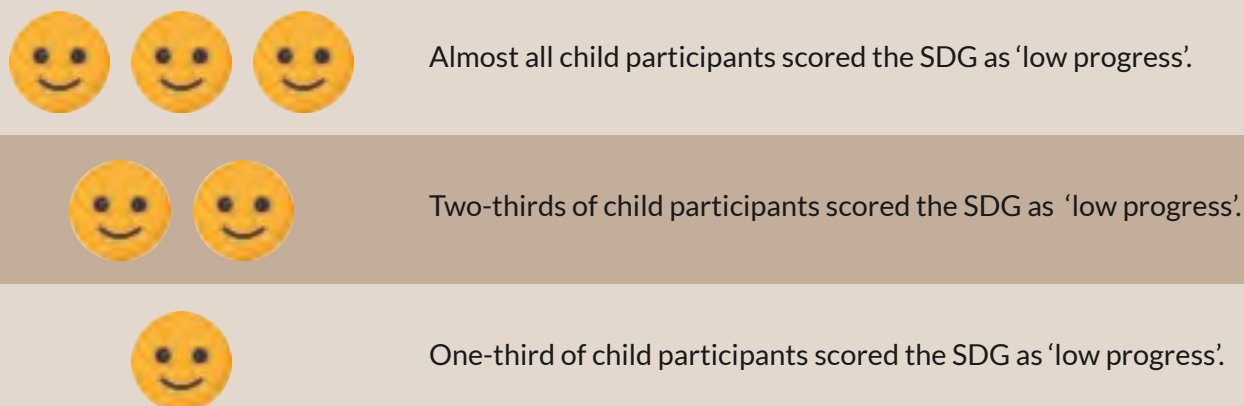 Almost all child participants scored the SDG as ‘low progress’.
Two-thirds of child participants scored the SDG as ‘low progress’.
One-third of child participants scored the SDG as ‘low progress’.